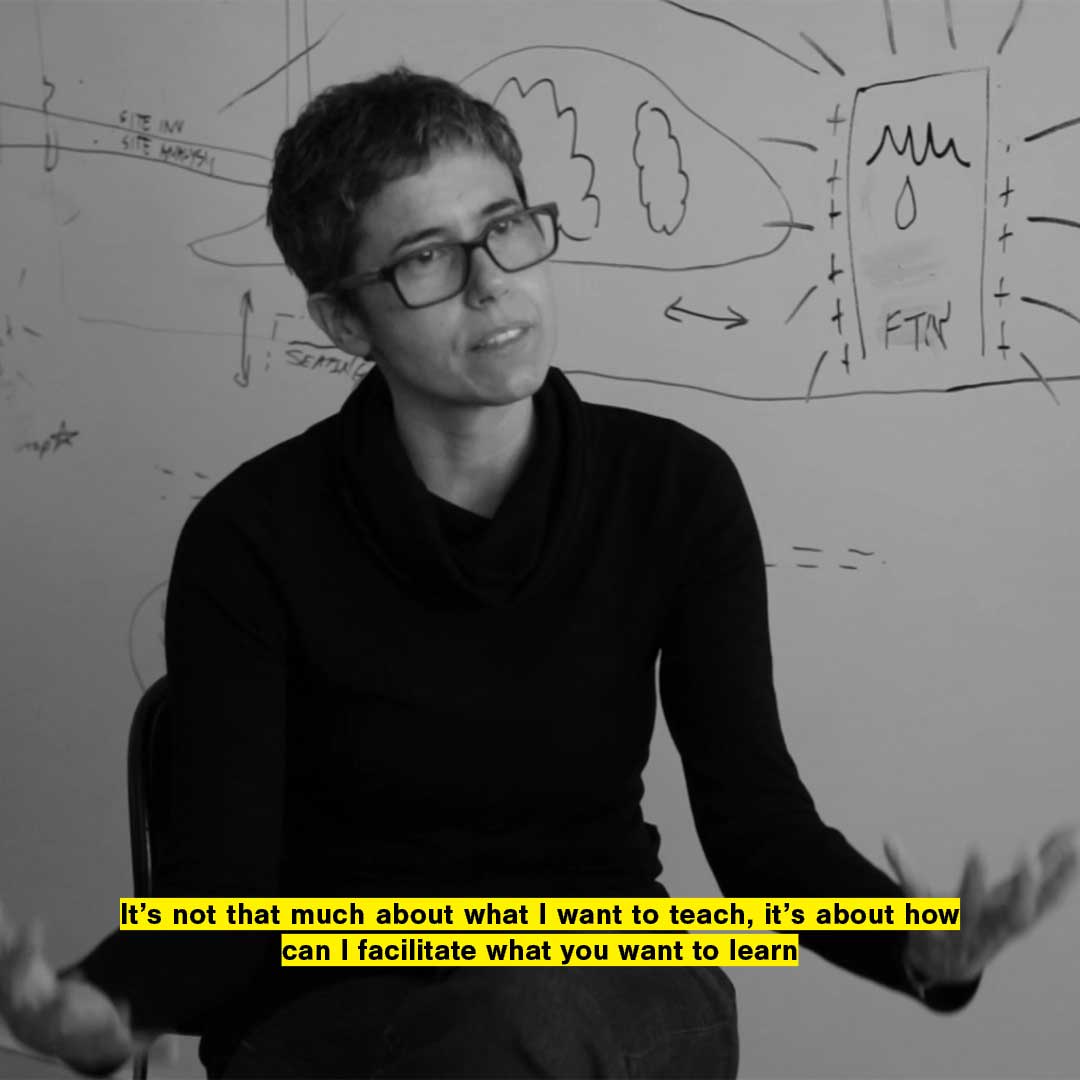 SITE INV
SITE ANALYSIS
SEATING
FTN
It’s not that much about what I want to teach, it’s about how
can I facilitate what you want to learn